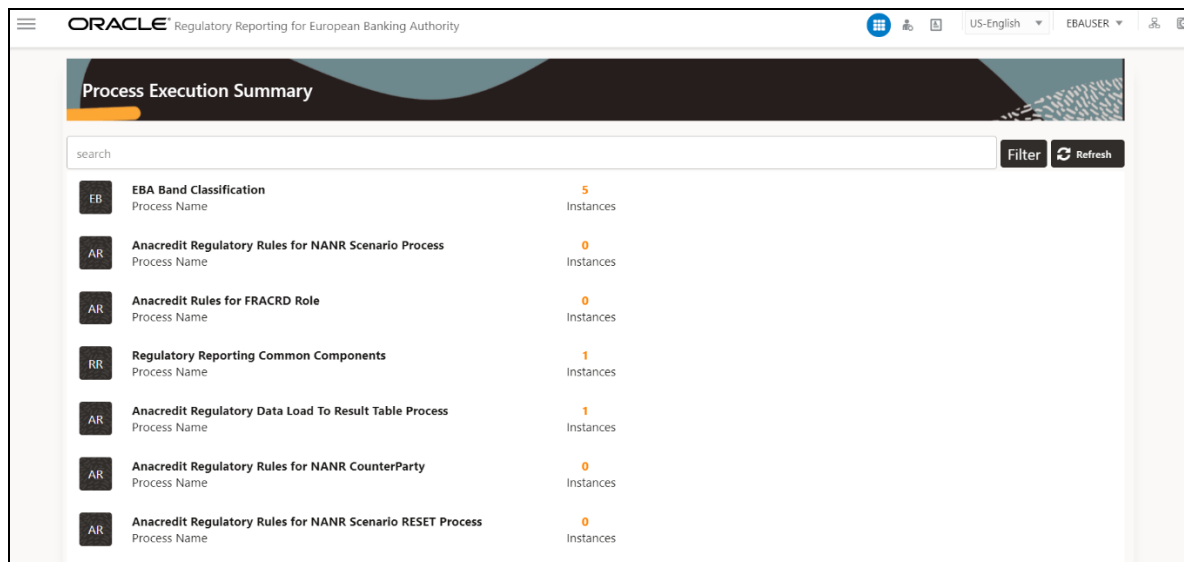 ORACLE® Regulatory Reporting for European Banking Authority US-English EBAUSER
Process Execution Summary
search Filter Refresh
EB EBA Band Classification 5
Process Name Instances
AR Anacredit Regulatory Rules for NANR Scenario Process 0
Process Name Instances
AR Anacredit Rules for FRACRD Role 0
Process Name Instances
RR Regulatory Reporting Common Components 1
Process Name Instances
AR Anacredit Regulatory Data Load To Result Table Process 1
Process Name Instances
AR Anacredit Regulatory Rules for NANR CounterParty 0
Process Name Instances
AR Anacredit Regulatory Rules for NANR Scenario RESET Process 0
Process Name Instances